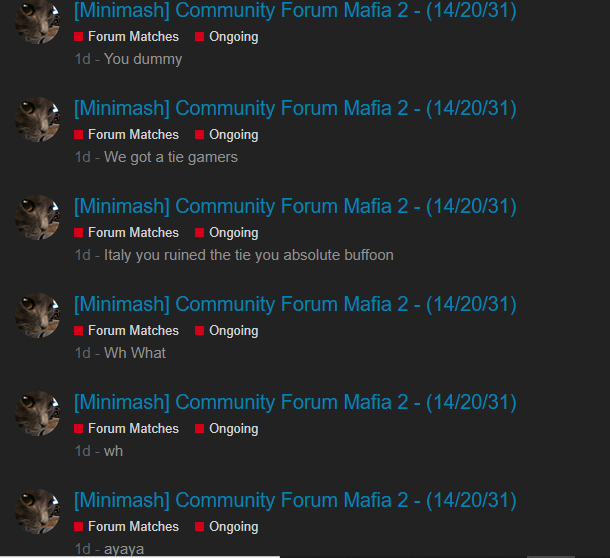 [Minimash] Community Forum Mafia 2 - (14/20/31)
Forum Matches Ongoing
1d - You dummy
[Minimash] Community Forum Mafia 2 - (14/20/31)
Forum Matches Ongoing
1d - We got a tie gamers
[Minimash] Community Forum Mafia 2 - (14/20/31)
Forum Matches Ongoing
1d - Italy you ruined the tie you absolute buffoon
[Minimash] Community Forum Mafia 2 - (14/20/31)
Forum Matches Ongoing
1d - Wh What
[Minimash] Community Forum Mafia 2 - (14/20/31)
Forum Matches Ongoing
1d - wh
[Minimash] Community Forum Mafia 2 - (14/20/31)
Forum Matches Ongoing
1d - ayaya